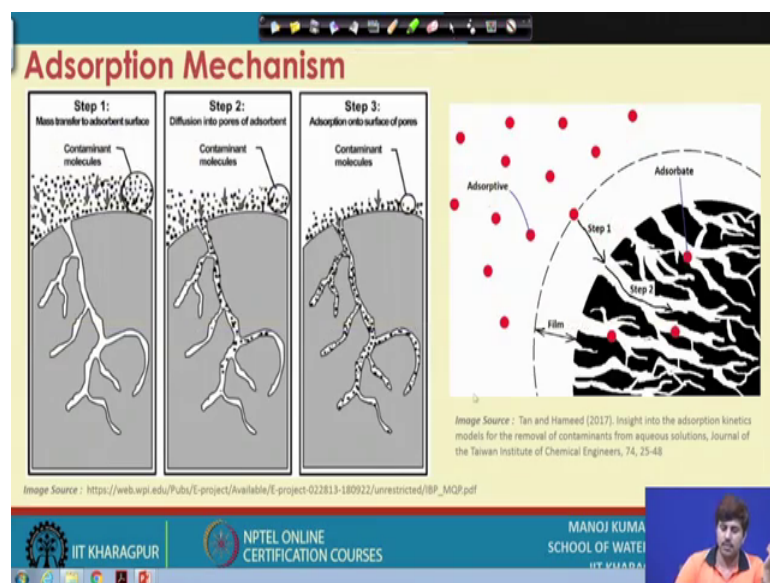 Adsorption Mechanism
Step 1:
Mass transfer to adsorbent surface
Contaminant
molecules
Step 2:
Diffusion into pores of adsorbent
Contaminant
molecules
Step 3:
Adsorption onto surface of pores
Contaminant
molecules
Adsorptive
Adsorbate
Step 1
Step 2
Film
Image Source : Tan and Hameed (2017). Insight into the adsorption kinetics
models for the removal of contaminants from aqueous solutions, Journal of
the Taiwan Institute of Chemical Engineers, 74, 25-48
Image Source : https://web.wpi.edu/Pubs/E-project/Available/E-project-022813-180922/unrestricted/IBP_MQP.pdf
IIT KHARAGPUR
NPTEL ONLINE
CERTIFICATION COURSES
MANOJ KUMA
SCHOOL OF WATE
IIT KHARA